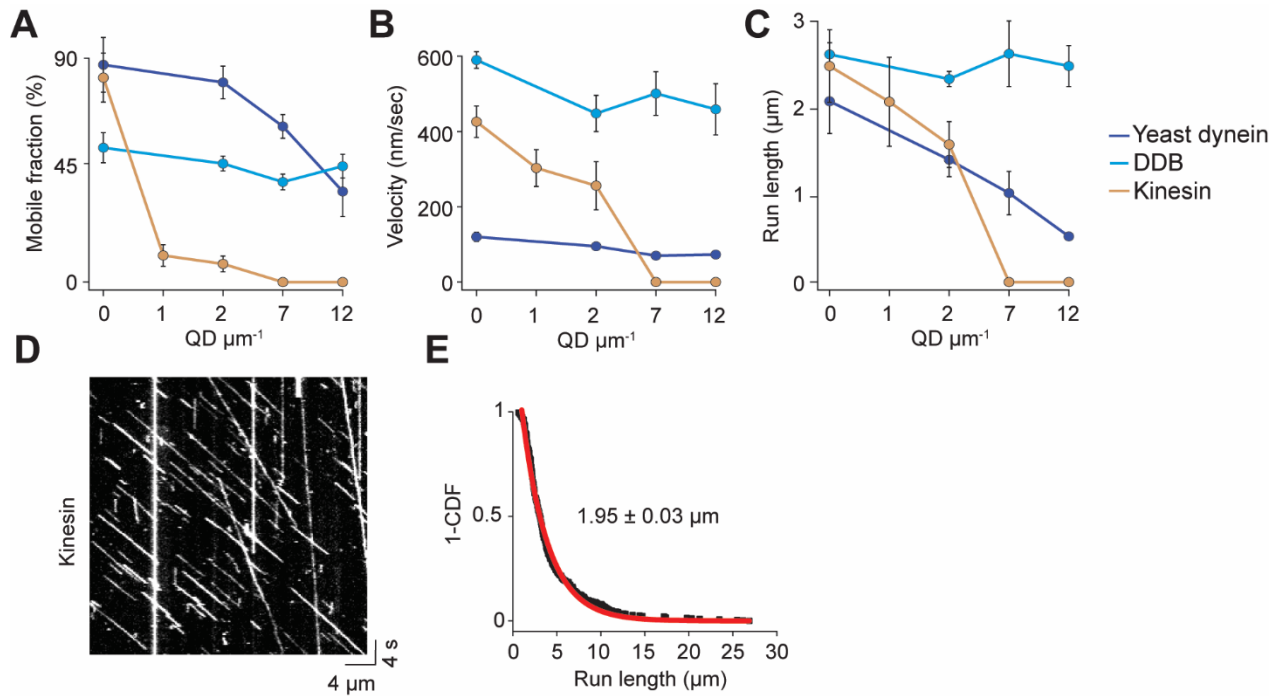 A
Mobile fraction (%)
90
45
0
0 1 2 7 12
QD µm⁻¹
B
Velocity (nm/sec)
600
400
200
0
0 1 2 7 12
QD µm⁻¹
C
Run length (µm)
3
2
1
0
0 1 2 7 12
QD µm⁻¹
Yeast dynein
DDB
Kinesin
D
Kinesin
4 s
4 µm
E
1-CDF
1
0.5
0
1.95 ± 0.03 µm
0 5 10 15 20 25 30
Run length (µm)